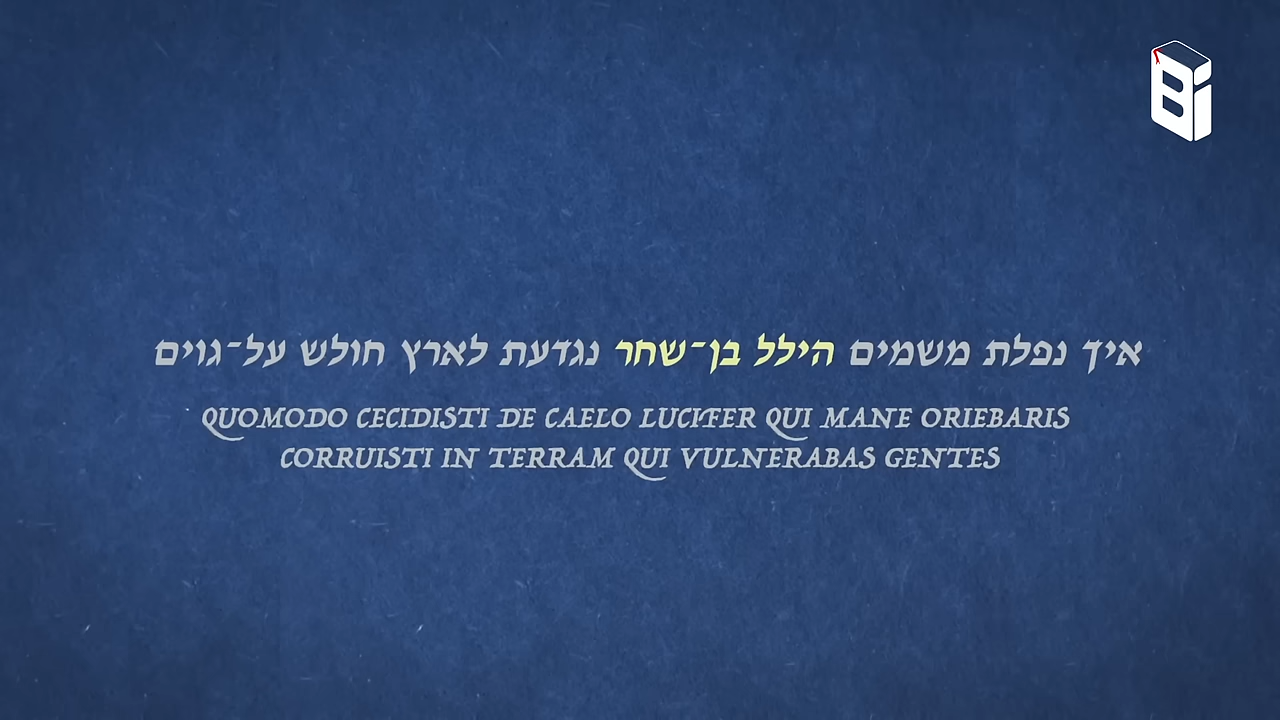 איך נפלת משמים הילל בן־שחר נגדעת לארץ חולש על־גוים
QUOMODO CECIDISTI DE CAELO LUCIFER QUI MANE ORIEBARIS
CORRUISTI IN TERRAM QUI VULNERABAS GENTES
Bi